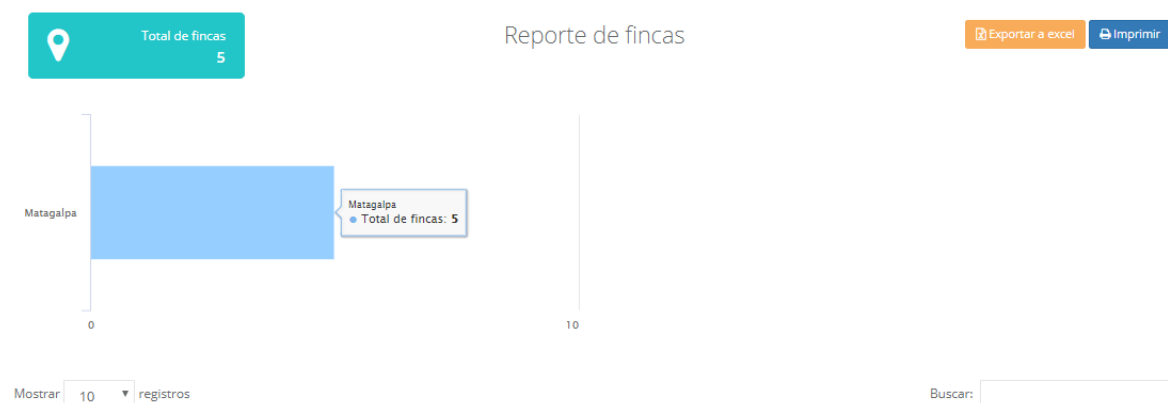 Total de fincas
5
Reporte de fincas
Exportar a excel
Imprimir
Matagalpa
Matagalpa
Total de fincas: 5
0
10
Mostrar 10 registros
Buscar: